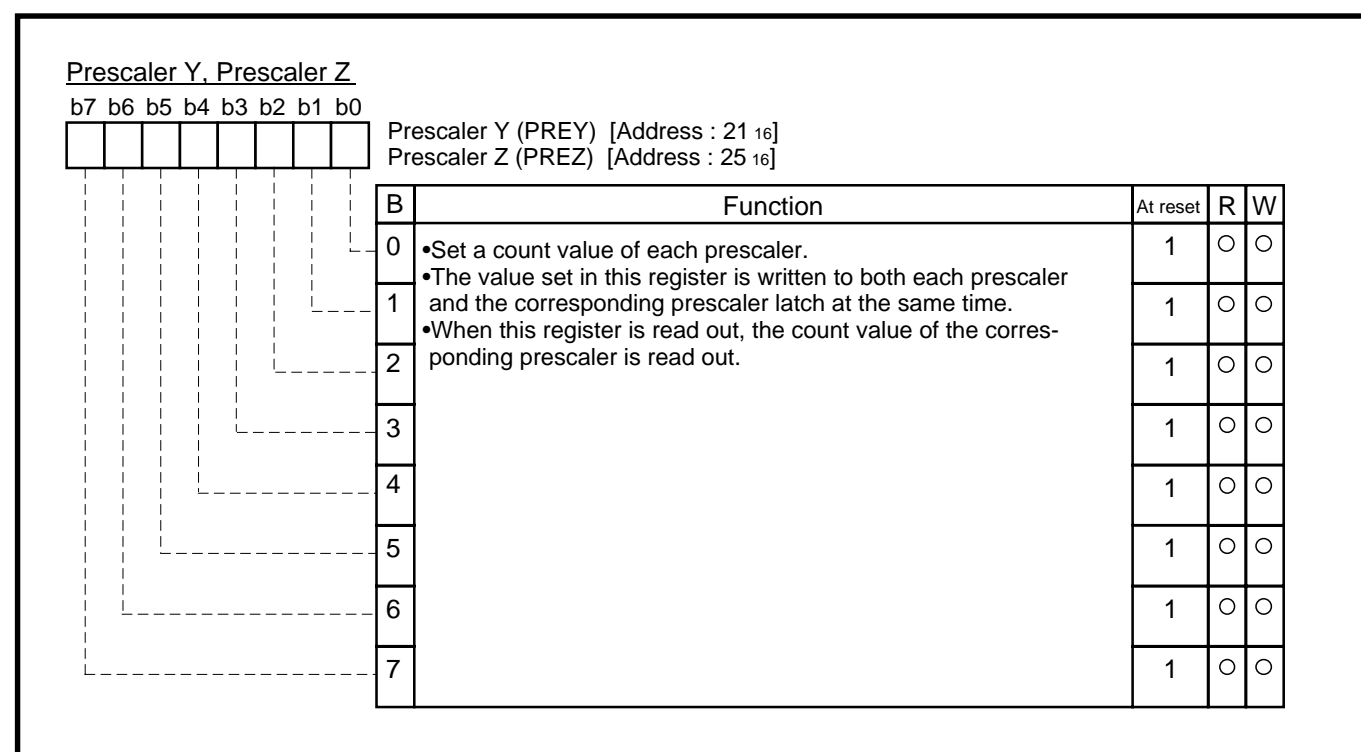 Prescaler Y, Prescaler Z
b7 b6 b5 b4 b3 b2 b1 b0
Prescaler Y (PREY) [Address : 21 16]
Prescaler Z (PREZ) [Address : 25 16]
B Function At reset R W
0 •Set a count value of each prescaler. 1 ○ ○
•The value set in this register is written to both each prescaler
1 and the corresponding prescaler latch at the same time. 1 ○ ○
•When this register is read out, the count value of the corres-
2 ponding prescaler is read out. 1 ○ ○
3 1 ○ ○
4 1 ○ ○
5 1 ○ ○
6 1 ○ ○
7 1 ○ ○